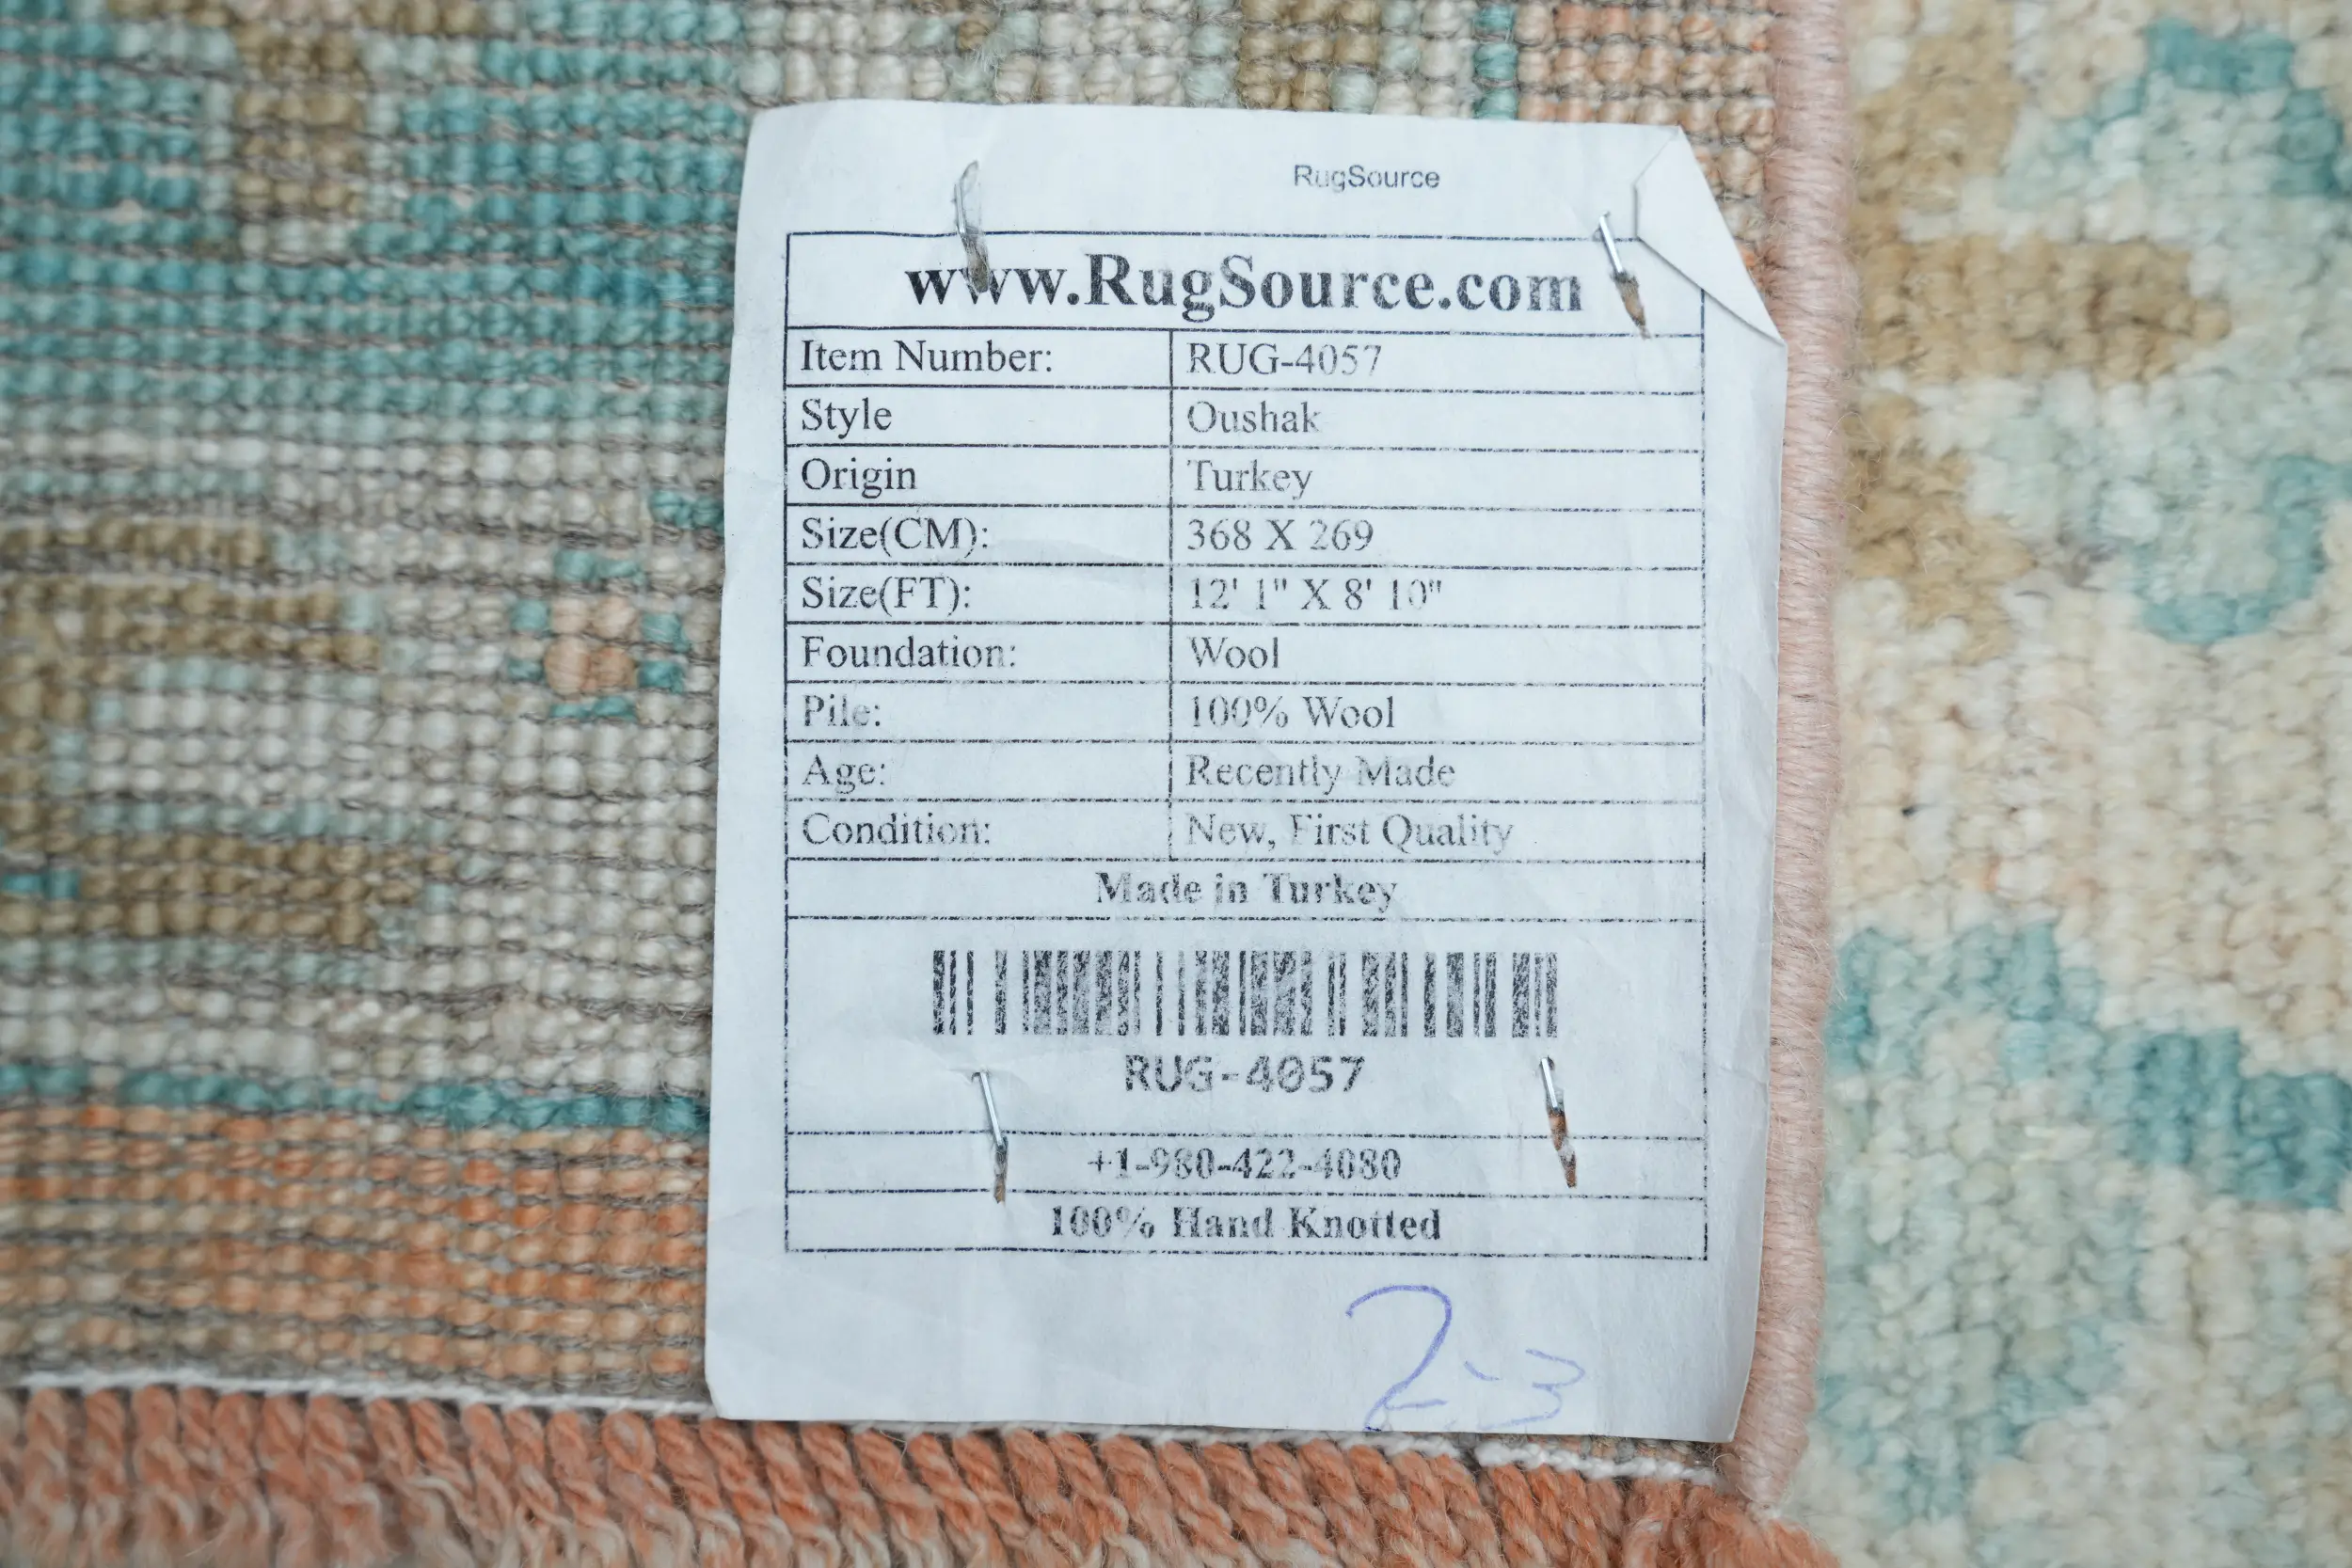 RugSource
www.RugSource.com
Item Number: RUG-4057
Style Oushak
Origin Turkey
Size(CM): 368 X 269
Size(FT): 12' 1" X 8' 10"
Foundation: Wool
Pile: 100% Wool
Age: Recently Made
Condition: New, First Quality
Made in Turkey
RUG-4057
+1-980-422-4080
100% Hand Knotted
2-3